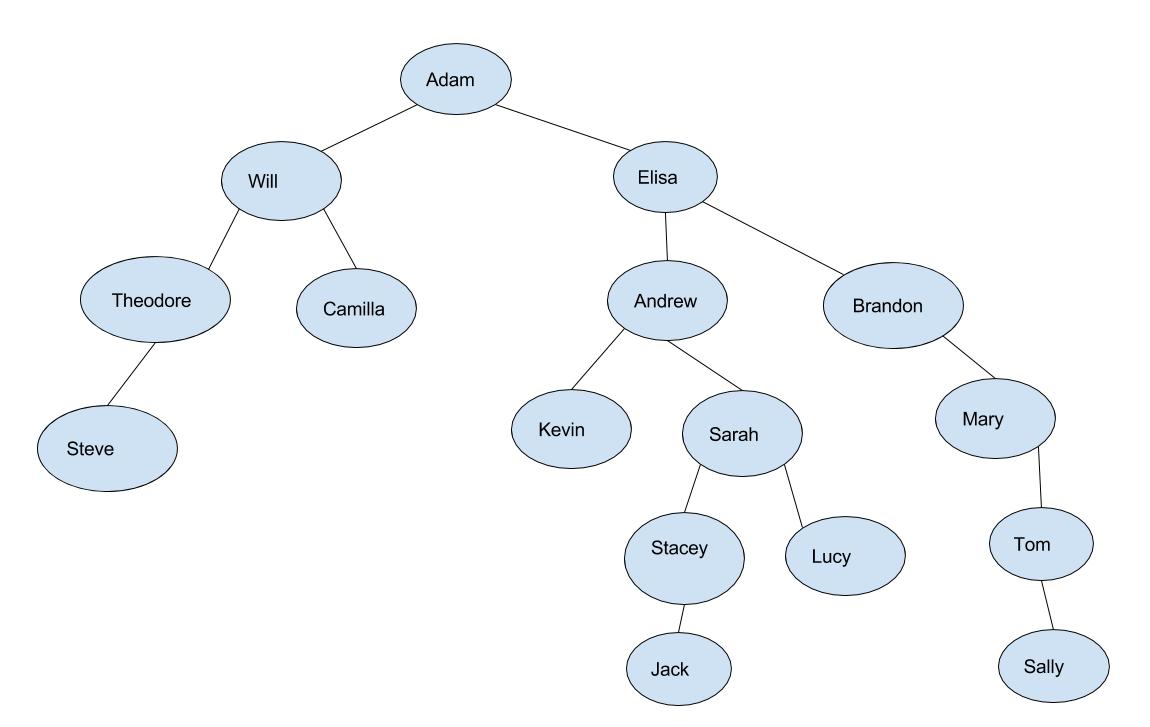 Adam
Will
Elisa
Theodore
Camilla
Andrew
Brandon
Steve
Kevin
Sarah
Mary
Stacey
Lucy
Tom
Jack
Sally